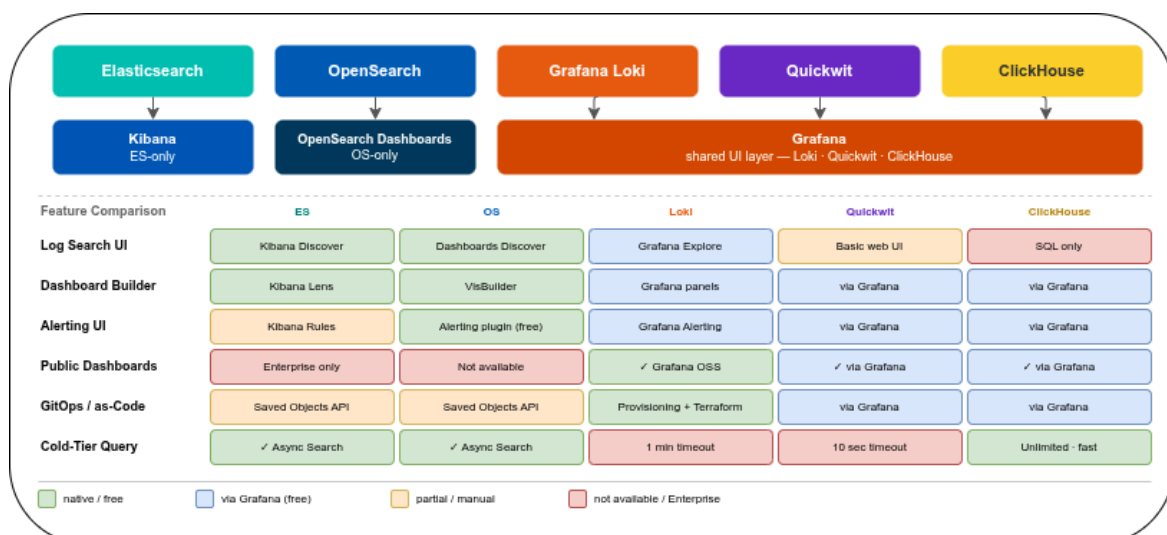 Elasticsearch
OpenSearch
Grafana Loki
Quickwit
ClickHouse
Kibana
ES-only
OpenSearch Dashboards
OS-only
Grafana
shared UI layer — Loki · Quickwit · ClickHouse
Feature Comparison ES OS Loki Quickwit ClickHouse
Log Search UI Kibana Discover Dashboards Discover Grafana Explore Basic web UI SQL only
Dashboard Builder Kibana Lens VisBuilder Grafana panels via Grafana via Grafana
Alerting UI Kibana Rules Alerting plugin (free) Grafana Alerting via Grafana via Grafana
Public Dashboards Enterprise only Not available ✓ Grafana OSS ✓ via Grafana ✓ via Grafana
GitOps / as-Code Saved Objects API Saved Objects API Provisioning + Terraform via Grafana via Grafana
Cold-Tier Query ✓ Async Search ✓ Async Search 1 min timeout 10 sec timeout Unlimited · fast
native / free via Grafana (free) partial / manual not available / Enterprise